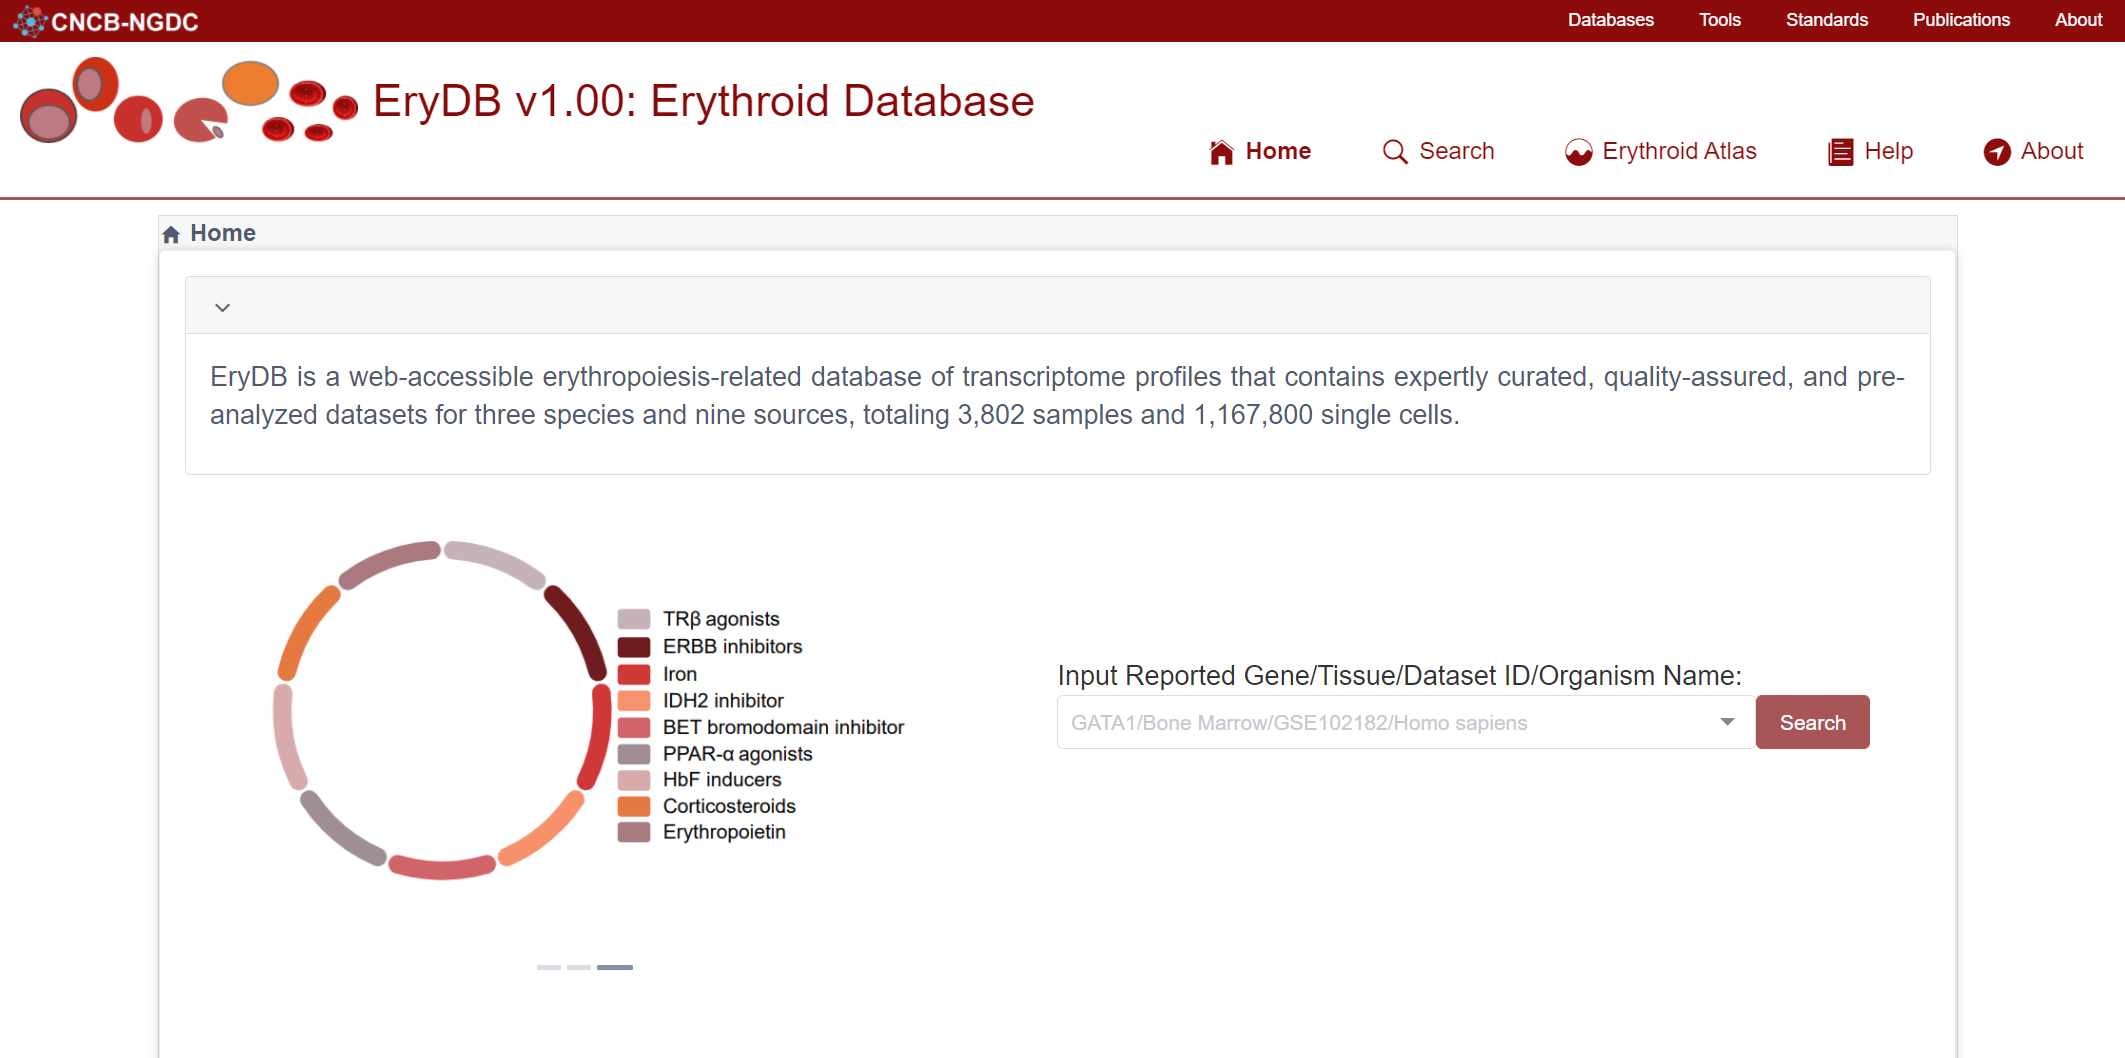 CNCB-NGDC
Databases Tools Standards Publications About
EryDB v1.00: Erythroid Database
Home Search Erythroid Atlas Help About
Home
EryDB is a web-accessible erythropoiesis-related database of transcriptome profiles that contains expertly curated, quality-assured, and pre-
analyzed datasets for three species and nine sources, totaling 3,802 samples and 1,167,800 single cells.
TRβ agonists
ERBB inhibitors
Iron
IDH2 inhibitor
BET bromodomain inhibitor
PPAR-α agonists
HbF inducers
Corticosteroids
Erythropoietin
Input Reported Gene/Tissue/Dataset ID/Organism Name:
GATA1/Bone Marrow/GSE102182/Homo sapiens
Search